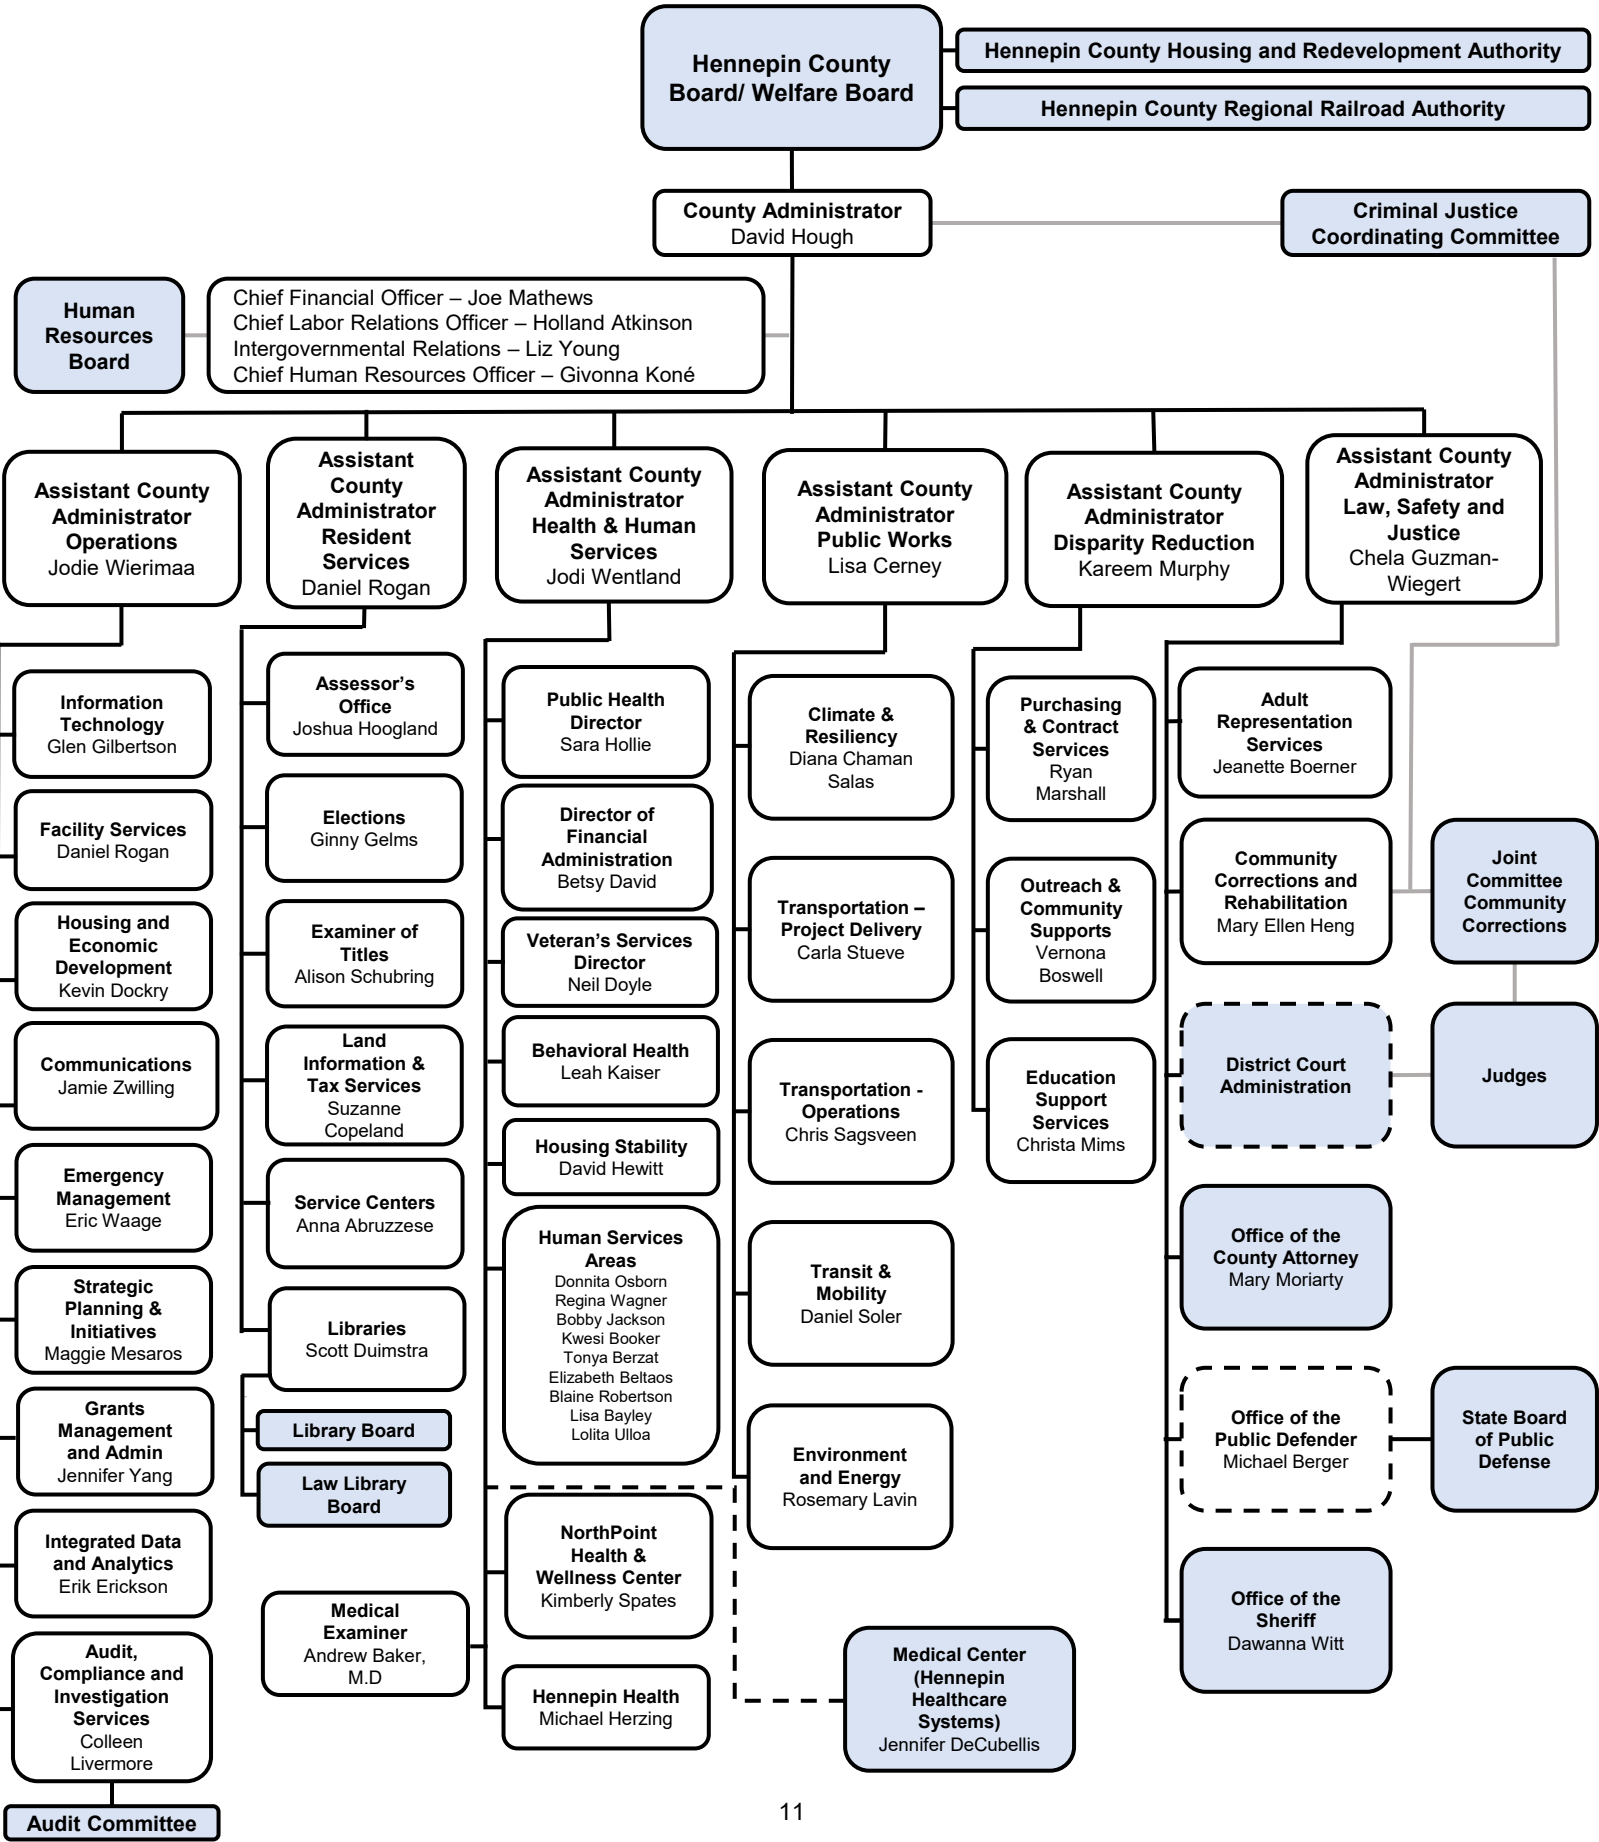 Hennepin County
Board/ Welfare Board
Hennepin County Housing and Redevelopment Authority
Hennepin County Regional Railroad Authority
County Administrator
David Hough
Criminal Justice
Coordinating Committee
Human
Resources
Board
Chief Financial Officer – Joe Mathews
Chief Labor Relations Officer – Holland Atkinson
Intergovernmental Relations – Liz Young
Chief Human Resources Officer – Givonna Koné
Assistant County
Administrator
Operations
Jodie Wierimaa
Assistant
County
Administrator
Resident
Services
Daniel Rogan
Assistant County
Administrator
Health & Human
Services
Jodi Wentland
Assistant County
Administrator
Public Works
Lisa Cerney
Assistant County
Administrator
Disparity Reduction
Kareem Murphy
Assistant County
Administrator
Law, Safety and
Justice
Chela Guzman-
Wiegert
Information
Technology
Glen Gilbertson
Facility Services
Daniel Rogan
Housing and
Economic
Development
Kevin Dockry
Communications
Jamie Zwilling
Emergency
Management
Eric Waage
Strategic
Planning &
Initiatives
Maggie Mesaros
Grants
Management
and Admin
Jennifer Yang
Integrated Data
and Analytics
Erik Erickson
Audit,
Compliance and
Investigation
Services
Colleen
Livermore
Audit Committee
Assessor’s
Office
Joshua Hoogland
Elections
Ginny Gelms
Examiner of
Titles
Alison Schubring
Land
Information &
Tax Services
Suzanne
Copeland
Service Centers
Anna Abruzzese
Libraries
Scott Duimstra
Library Board
Law Library
Board
Medical
Examiner
Andrew Baker,
M.D
Public Health
Director
Sara Hollie
Director of
Financial
Administration
Betsy David
Veteran’s Services
Director
Neil Doyle
Behavioral Health
Leah Kaiser
Housing Stability
David Hewitt
Human Services
Areas
Donnita Osborn
Regina Wagner
Bobby Jackson
Kwesi Booker
Tonya Berzat
Elizabeth Beltaos
Blaine Robertson
Lisa Bayley
Lolita Ulloa
NorthPoint
Health &
Wellness Center
Kimberly Spates
Hennepin Health
Michael Herzing
Climate &
Resiliency
Diana Chaman
Salas
Transportation –
Project Delivery
Carla Stueve
Transportation -
Operations
Chris Sagsveen
Transit &
Mobility
Daniel Soler
Environment
and Energy
Rosemary Lavin
Medical Center
(Hennepin
Healthcare
Systems)
Jennifer DeCubellis
Purchasing
& Contract
Services
Ryan
Marshall
Outreach &
Community
Supports
Vernona
Boswell
Education
Support
Services
Christa Mims
Adult
Representation
Services
Jeanette Boerner
Community
Corrections and
Rehabilitation
Mary Ellen Heng
Joint
Committee
Community
Corrections
District Court
Administration
Judges
Office of the
County Attorney
Mary Moriarty
Office of the
Public Defender
Michael Berger
State Board
of Public
Defense
Office of the
Sheriff
Dawanna Witt
11